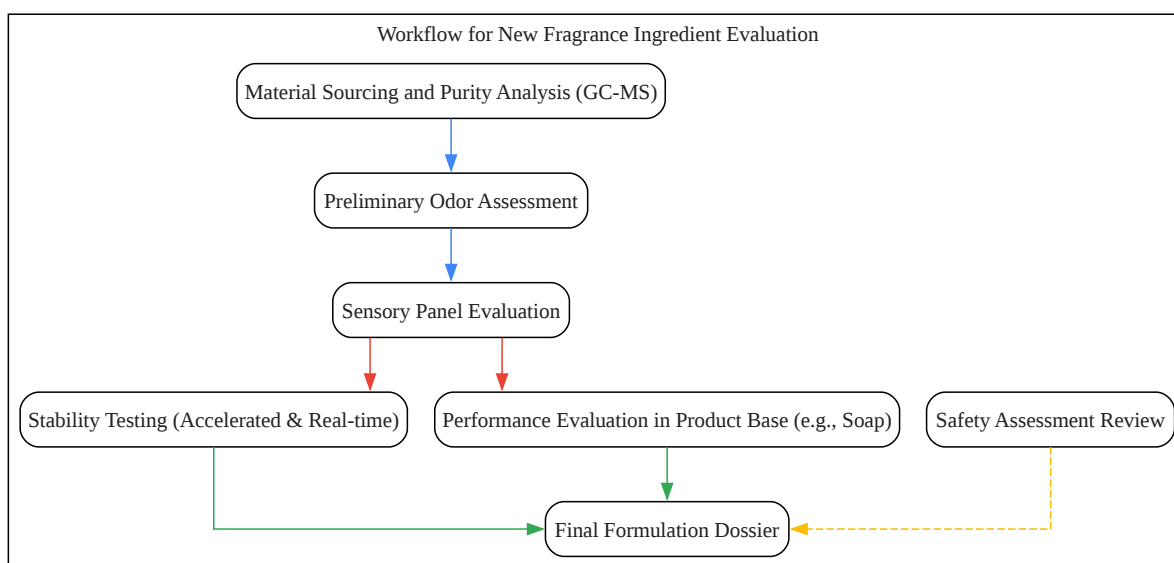 Workflow for New Fragrance Ingredient Evaluation
Material Sourcing and Purity Analysis (GC-MS)
Preliminary Odor Assessment
Sensory Panel Evaluation
Stability Testing (Accelerated & Real-time)
Performance Evaluation in Product Base (e.g., Soap)
Safety Assessment Review
Final Formulation Dossier